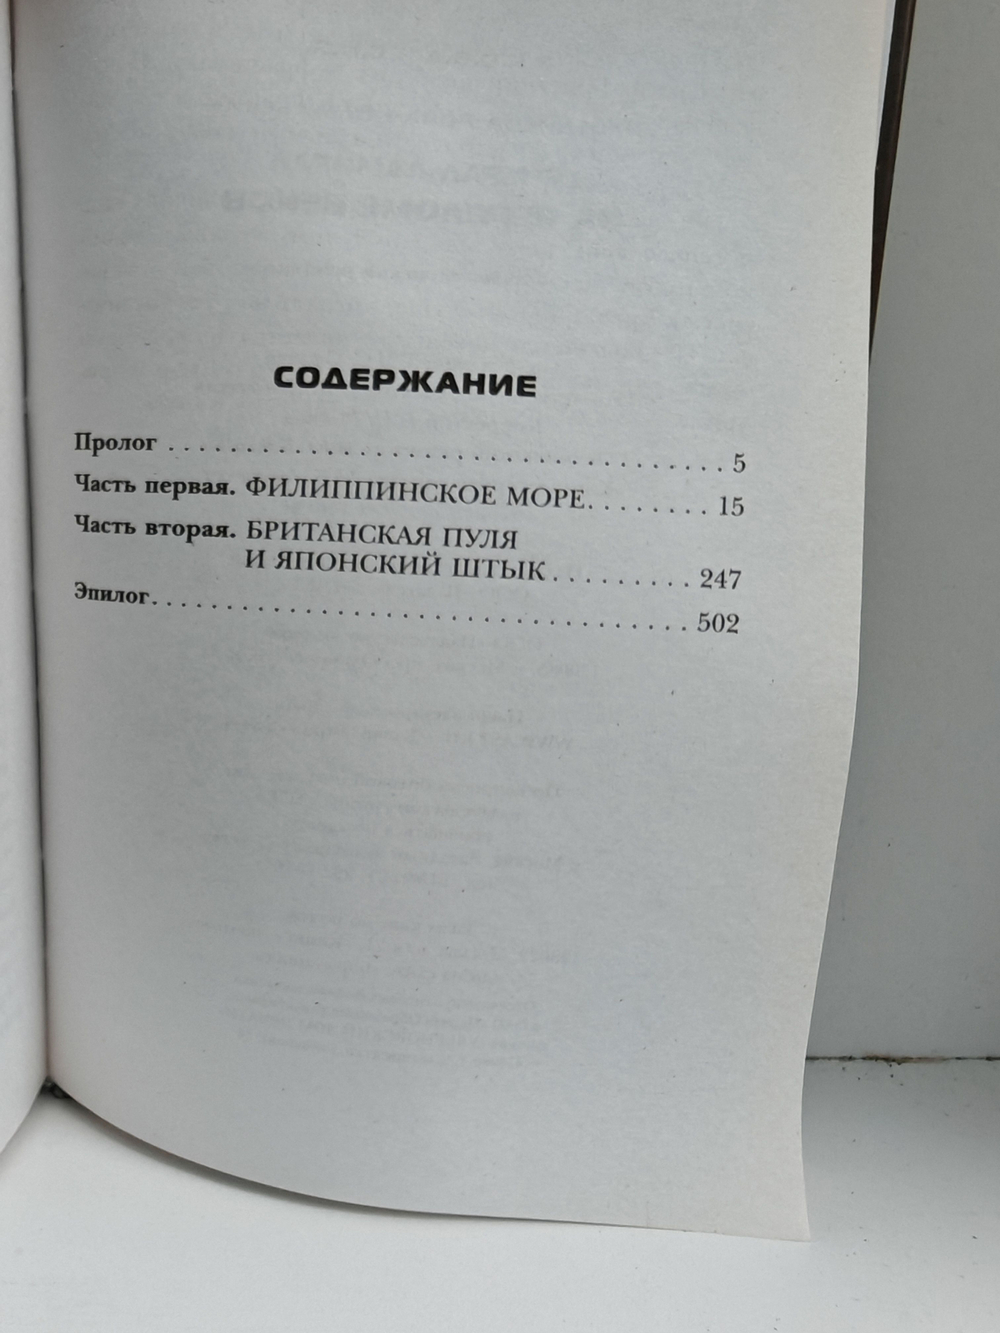 СОДЕРЖАНИЕ
Пролог . . . . . . . . . . . . . . . . . . . . . . . . . . . . . . . . . . . . . 5
Часть первая. ФИЛИППИНСКОЕ МОРЕ. . . . . . . . 15
Часть вторая. БРИТАНСКАЯ ПУЛЯ
И ЯПОНСКИЙ ШТЫК . . . . . . . . . 247
Эпилог. . . . . . . . . . . . . . . . . . . . . . . . . . . . . . . . . . . . 502